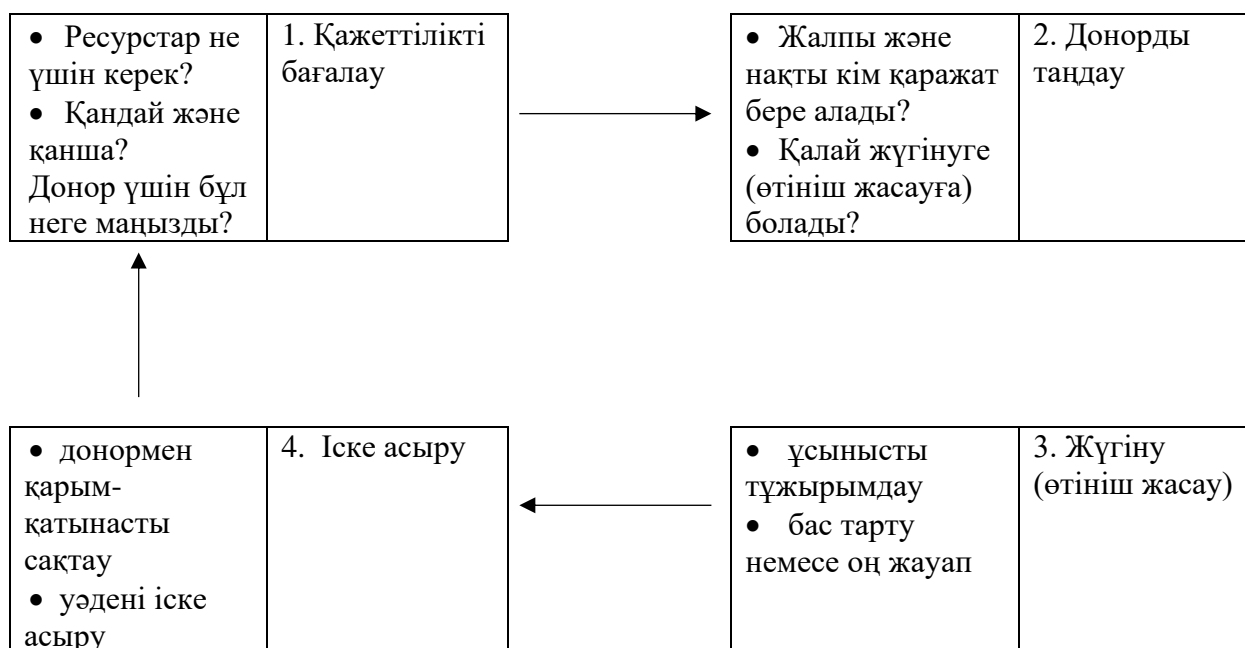 • Ресурстар не
үшін керек?
• Қандай және
қанша?
Донор үшін бұл
неге маңызды?
1. Қажеттілікті
бағалау
• Жалпы және
нақты кім қаражат
бере алады?
• Қалай жүгінуге
(өтініш жасауға)
болады?
2. Донорды
таңдау
• ұсынысты
тұжырымдау
• бас тарту
немесе оң жауап
3. Жүгіну
(өтініш жасау)
• донормен
қарым-
қатынасты
сақтау
• уәдені іске
асыру
4. Іске асыру